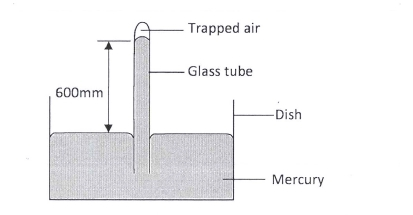 Trapped air
Glass tube
600mm
Dish
Mercury